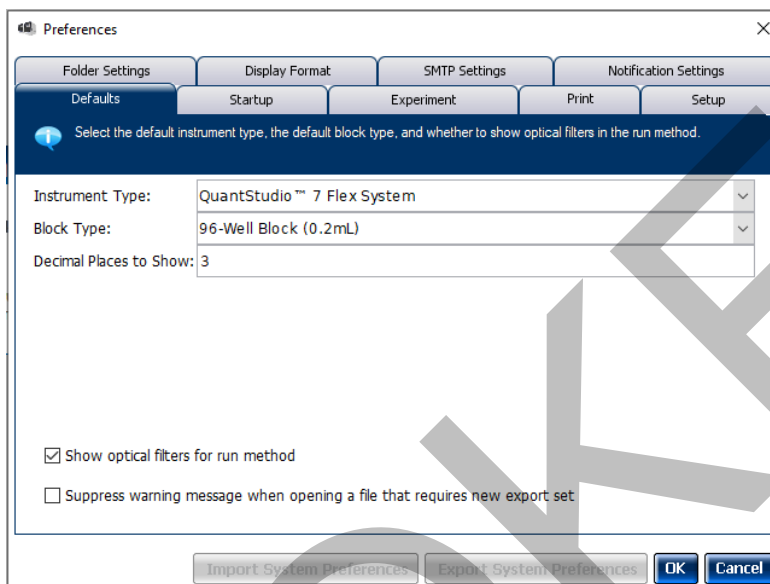 Preferences
Folder Settings Display Format SMTP Settings Notification Settings
Defaults Startup Experiment Print Setup
Select the default instrument type, the default block type, and whether to show optical filters in the run method.
Instrument Type: QuantStudio™ 7 Flex System
Block Type: 96-Well Block (0.2mL)
Decimal Places to Show: 3
Show optical filters for run method
Suppress warning message when opening a file that requires new export set
Import System Preferences Export System Preferences OK Cancel